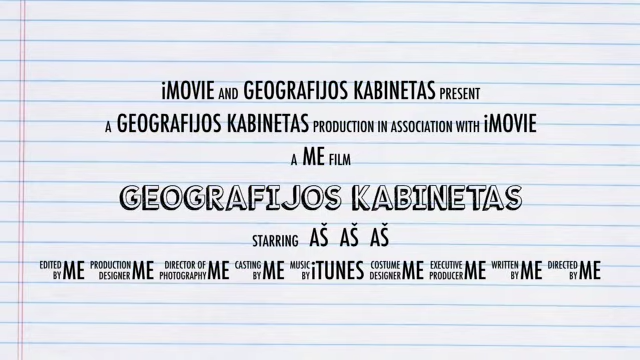 iMOVIE AND GEOGRAFIJOS KABINETAS PRESENT
A GEOGRAFIJOS KABINETAS PRODUCTION IN ASSOCIATION WITH iMOVIE
A ME FILM
GEOGRAFIJOS KABINETAS
STARRING AŠ AŠ AŠ
EDITED BY ME PRODUCTION DESIGNER ME DIRECTOR OF PHOTOGRAPHY ME CASTING BY ME MUSIC BY iTUNES COSTUME DESIGNER ME EXECUTIVE PRODUCER ME WRITTEN BY ME DIRECTED BY ME